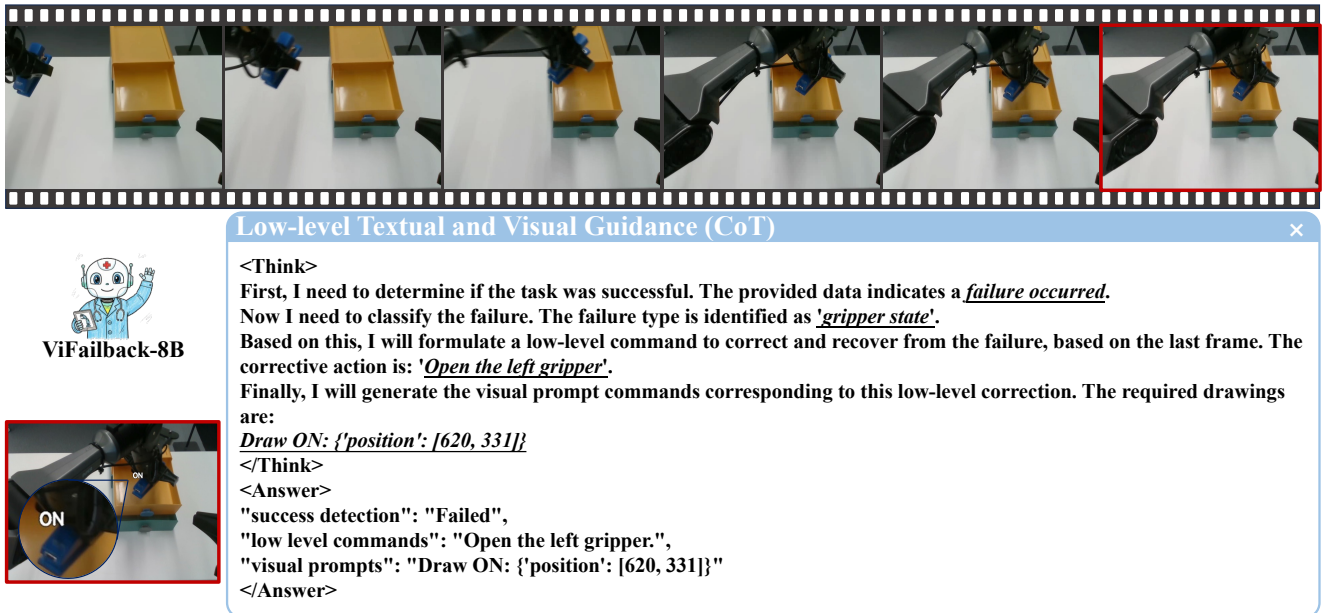 Low-level Textual and Visual Guidance (CoT) ×
<Think>
First, I need to determine if the task was successful. The provided data indicates a failure occurred.
Now I need to classify the failure. The failure type is identified as 'gripper state'.
Based on this, I will formulate a low-level command to correct and recover from the failure, based on the last frame. The
corrective action is: 'Open the left gripper'.
Finally, I will generate the visual prompt commands corresponding to this low-level correction. The required drawings
are:
Draw ON: {'position': [620, 331]}
</Think>
<Answer>
"success detection": "Failed",
"low level commands": "Open the left gripper.",
"visual prompts": "Draw ON: {'position': [620, 331]}"
</Answer>
ViFailback-8B
ON
ON